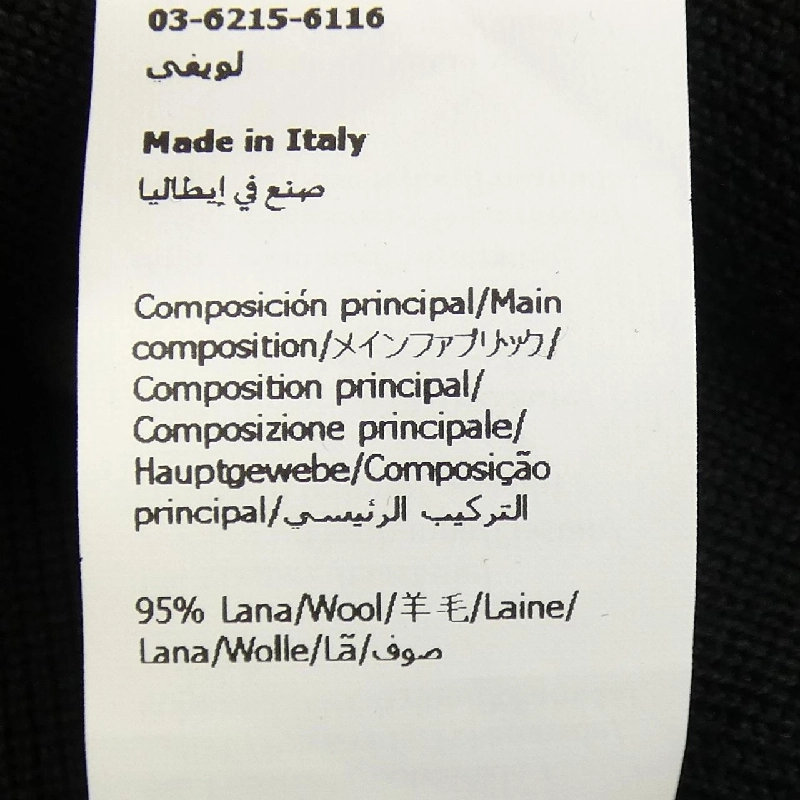 03-6215-6116
لويفي
Made in Italy
صنع في إيطاليا
Composición principal/Main
composition/メインファブリック/
Composition principal/
Composizione principale/
Hauptgewebe/Composição
principal/التركيب الرئيسي
95% Lana/Wool/羊毛/Laine/
Lana/Wolle/Lã/صوف